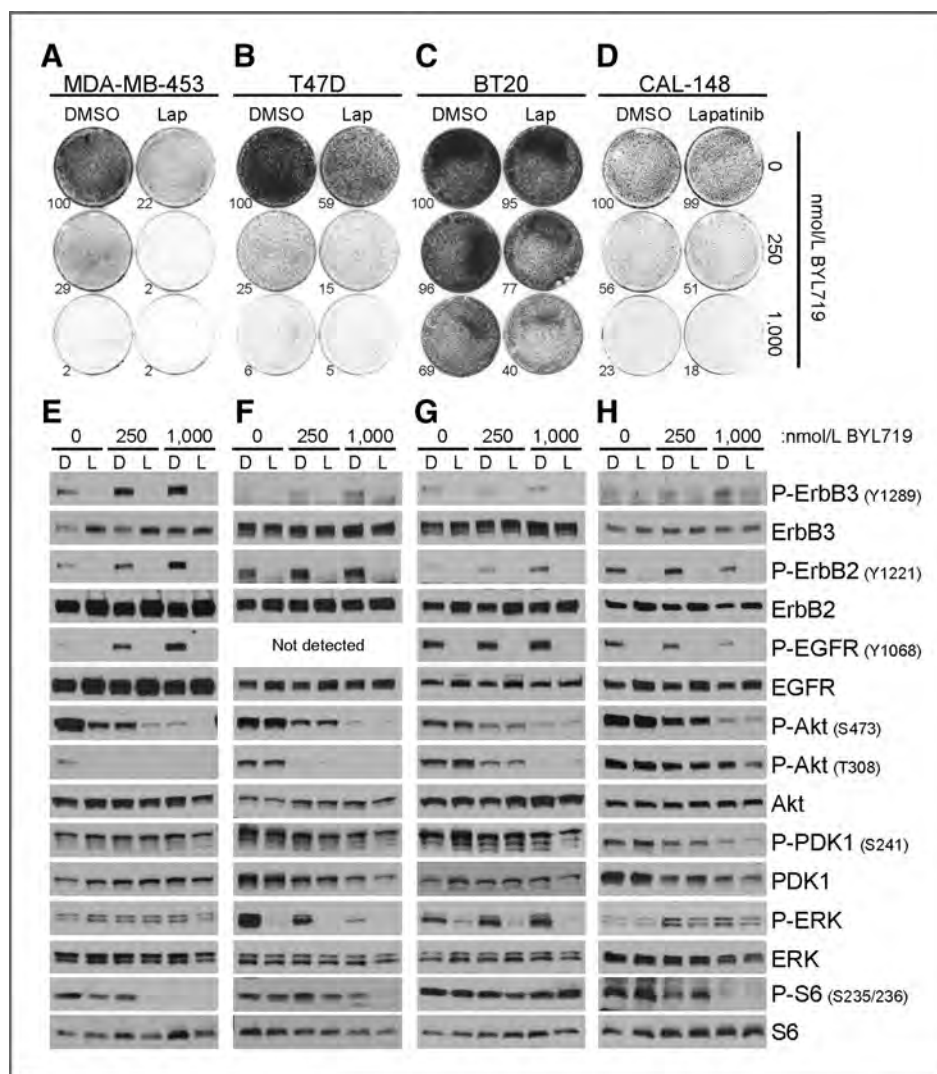 A B C D
MDA-MB-453 T47D BT20 CAL-148
DMSO Lap DMSO Lap DMSO Lap DMSO Lapatinib
0
100 22 100 59 100 95 100 99
250
29 2 25 15 96 77 56 51
1,000
2 2 6 5 69 40 23 18
nmol/L BYL719
E F G H
0 250 1,000 0 250 1,000 0 250 1,000 0 250 1,000 :nmol/L BYL719
D L D L D L D L D L D L D L D L D L D L D L D L
P-ErbB3 (Y1289)
ErbB3
P-ErbB2 (Y1221)
ErbB2
Not detected P-EGFR (Y1068)
EGFR
P-Akt (S473)
P-Akt (T308)
Akt
P-PDK1 (S241)
PDK1
P-ERK
ERK
P-S6 (S235/236)
S6